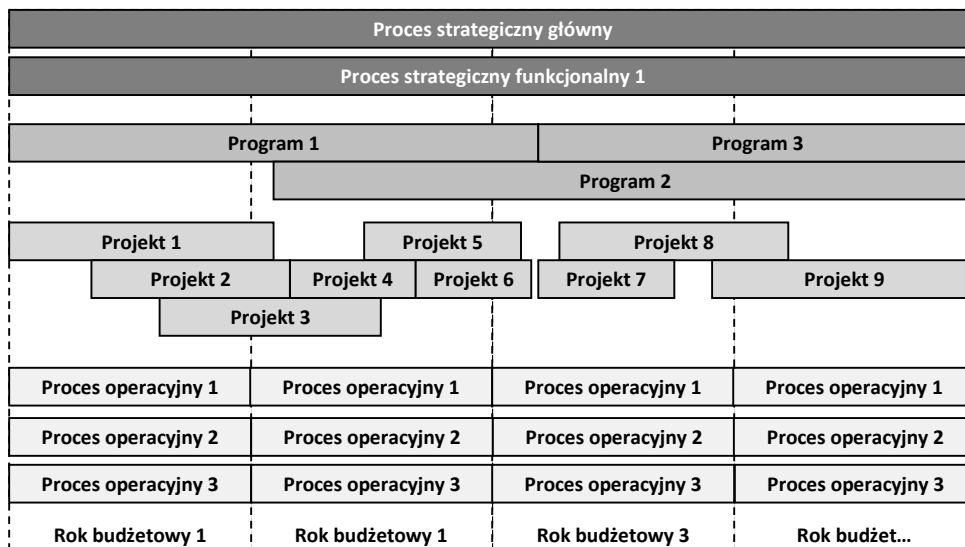 Proces strategiczny główny
Proces strategiczny funkcjonalny 1
Program 1
Program 3
Program 2
Projekt 1
Projekt 5
Projekt 8
Projekt 2
Projekt 4
Projekt 6
Projekt 7
Projekt 9
Projekt 3
Proces operacyjny 1
Proces operacyjny 1
Proces operacyjny 1
Proces operacyjny 1
Proces operacyjny 2
Proces operacyjny 2
Proces operacyjny 2
Proces operacyjny 2
Proces operacyjny 3
Proces operacyjny 3
Proces operacyjny 3
Proces operacyjny 3
Rok budżetowy 1
Rok budżetowy 1
Rok budżetowy 3
Rok budżet...